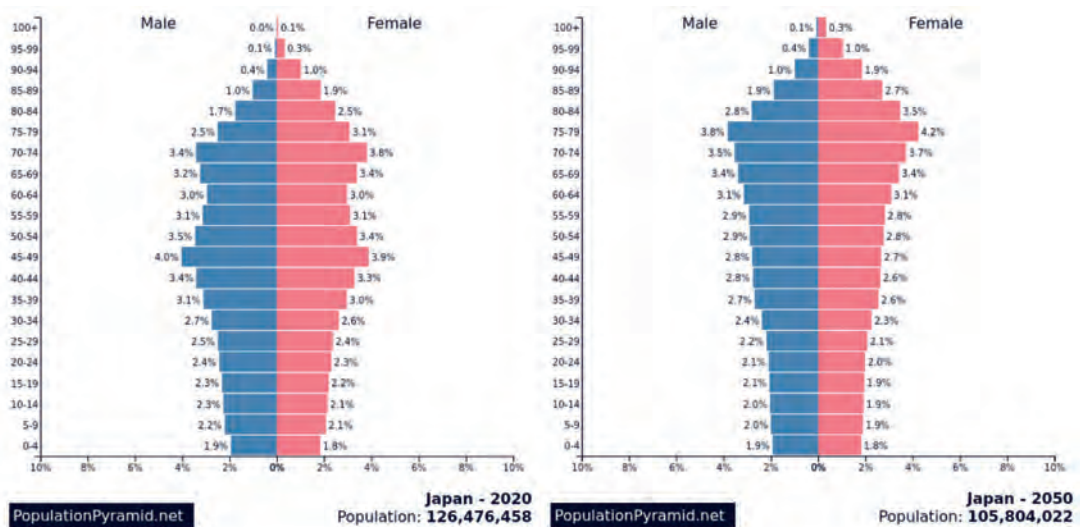 Male Female
100+ 0.0% 0.1%
95-99 0.1% 0.3%
90-94 0.4% 1.0%
85-89 1.0% 1.9%
80-84 1.7% 2.5%
75-79 2.5% 3.1%
70-74 3.4% 3.8%
65-69 3.2% 3.4%
60-64 3.0% 3.0%
55-59 3.1% 3.1%
50-54 3.5% 3.4%
45-49 4.0% 3.9%
40-44 3.4% 3.3%
35-39 3.1% 3.0%
30-34 2.7% 2.6%
25-29 2.5% 2.4%
20-24 2.4% 2.3%
15-19 2.3% 2.2%
10-14 2.3% 2.1%
5-9 2.2% 2.1%
0-4 1.9% 1.8%
10% 8% 6% 4% 2% 0% 2% 4% 6% 8% 10%
PopulationPyramid.net
Japan - 2020
Population: 126,476,458
Male Female
100+ 0.1% 0.3%
95-99 0.4% 1.0%
90-94 1.0% 1.9%
85-89 1.9% 2.7%
80-84 2.8% 3.5%
75-79 3.8% 4.2%
70-74 3.5% 3.7%
65-69 3.4% 3.4%
60-64 3.1% 3.1%
55-59 2.9% 2.8%
50-54 2.9% 2.8%
45-49 2.8% 2.7%
40-44 2.8% 2.6%
35-39 2.7% 2.6%
30-34 2.4% 2.3%
25-29 2.2% 2.1%
20-24 2.1% 2.0%
15-19 2.1% 1.9%
10-14 2.0% 1.9%
5-9 2.0% 1.9%
0-4 1.9% 1.8%
10% 8% 6% 4% 2% 0% 2% 4% 6% 8% 10%
PopulationPyramid.net
Japan - 2050
Population: 105,804,022